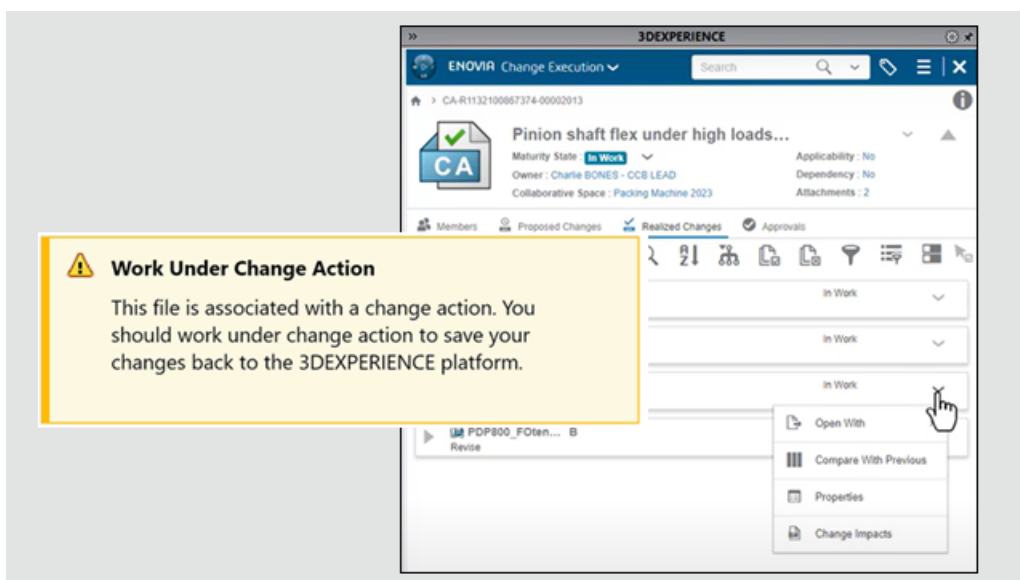 3DEXPERIENCE
ENOVIA Change Execution
Search
CA-R1132100867374-00002013
CA
Pinion shaft flex under high loads...
Maturity State : In Work
Applicability : No
Owner : Charlie BONES - CCB LEAD
Dependency : No
Collaborative Space : Packing Machine 2023
Attachments : 2
Members
Proposed Changes
Realized Changes
Approvals
Work Under Change Action
This file is associated with a change action. You
should work under change action to save your
changes back to the 3DEXPERIENCE platform.
In Work
In Work
In Work
PDP800_FOten... B
Revise
Open With
Compare With Previous
Properties
Change Impacts